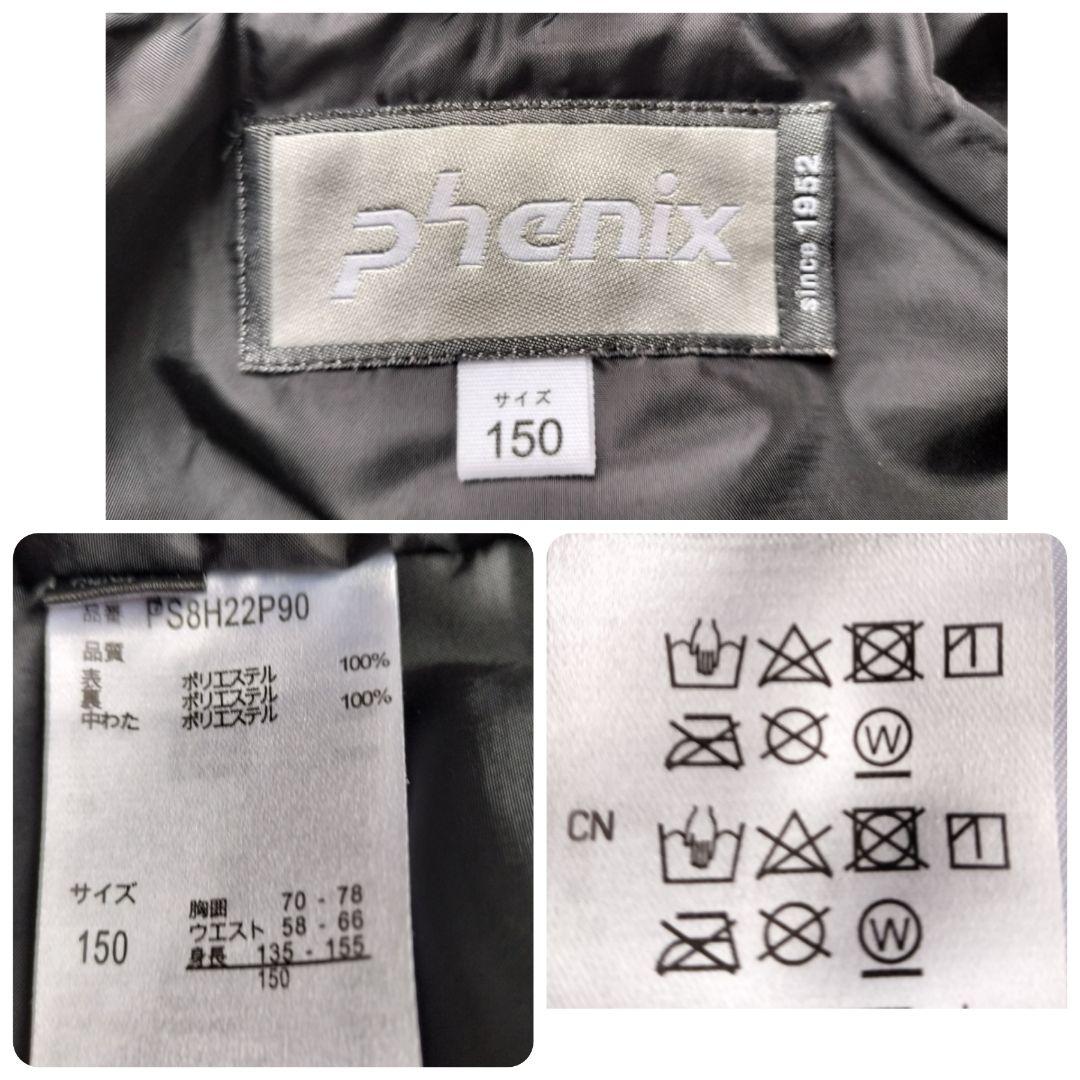 phenix
since 1952
サイズ
150
品番 PS8H22P90
品質
表 ポリエステル 100%
裏 ポリエステル 100%
中わた ポリエステル
サイズ
150
胸囲 70 - 78
ウエスト 58 - 66
身長 135 - 155
150
W
CN
W